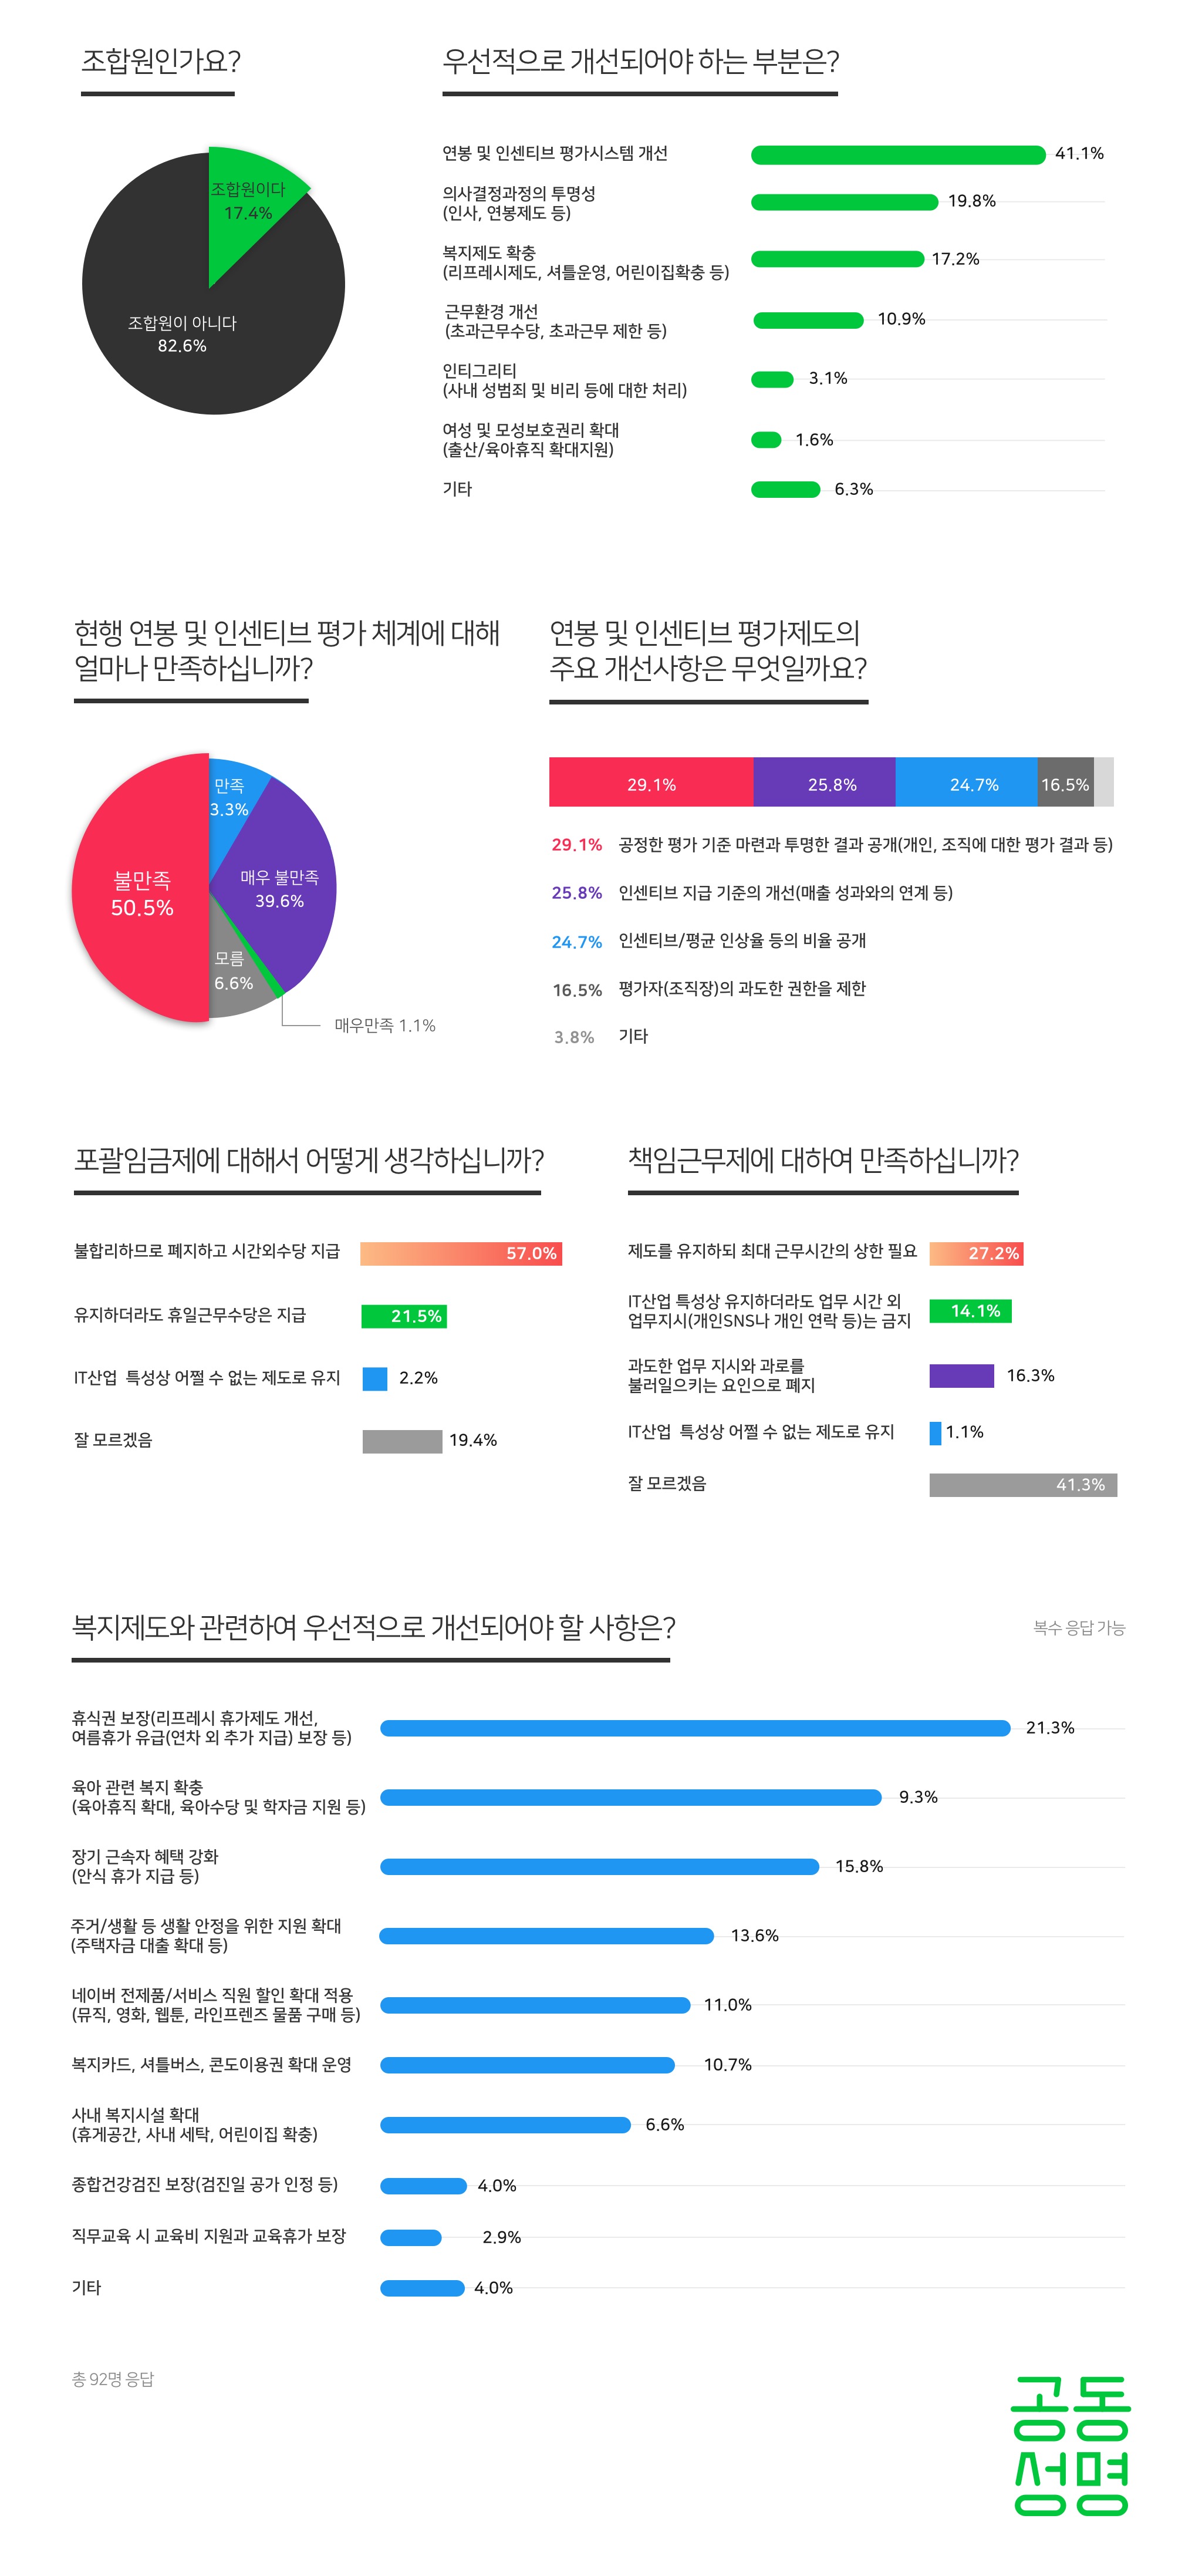 조합원인가요?
조합원이다
17.4%
조합원이 아니다
82.6%
우선적으로 개선되어야 하는 부분은?
연봉 및 인센티브 평가시스템 개선
41.1%
의사결정과정의 투명성
(인사, 연봉제도 등)
19.8%
복지제도 확충
(리프레시제도, 셔틀운영, 어린이집확충 등)
17.2%
근무환경 개선
(초과근무수당, 초과근무 제한 등)
10.9%
인티그리티
(사내 성범죄 및 비리 등에 대한 처리)
3.1%
여성 및 모성보호권리 확대
(출산/육아휴직 확대지원)
1.6%
기타
6.3%
현행 연봉 및 인센티브 평가 체계에 대해
얼마나 만족하십니까?
만족
3.3%
매우 불만족
39.6%
불만족
50.5%
모름
6.6%
매우만족 1.1%
연봉 및 인센티브 평가제도의
주요 개선사항은 무엇일까요?
29.1% 25.8% 24.7% 16.5%
29.1% 공정한 평가 기준 마련과 투명한 결과 공개(개인, 조직에 대한 평가 결과 등)
25.8% 인센티브 지급 기준의 개선(매출 성과와의 연계 등)
24.7% 인센티브/평균 인상율 등의 비율 공개
16.5% 평가자(조직장)의 과도한 권한을 제한
3.8% 기타
포괄임금제에 대해서 어떻게 생각하십니까?
불합리하므로 폐지하고 시간외수당 지급 57.0%
유지하더라도 휴일근무수당은 지급 21.5%
IT산업 특성상 어쩔 수 없는 제도로 유지 2.2%
잘 모르겠음 19.4%
책임근무제에 대하여 만족하십니까?
제도를 유지하되 최대 근무시간의 상한 필요 27.2%
IT산업 특성상 유지하더라도 업무 시간 외
업무지시(개인SNS나 개인 연락 등)는 금지
14.1%
과도한 업무 지시와 과로를
불러일으키는 요인으로 폐지
16.3%
IT산업 특성상 어쩔 수 없는 제도로 유지 1.1%
잘 모르겠음 41.3%
복지제도와 관련하여 우선적으로 개선되어야 할 사항은?
복수 응답 가능
휴식권 보장(리프레시 휴가제도 개선,
여름휴가 유급(연차 외 추가 지급) 보장 등)
21.3%
육아 관련 복지 확충
(육아휴직 확대, 육아수당 및 학자금 지원 등)
9.3%
장기 근속자 혜택 강화
(안식 휴가 지급 등)
15.8%
주거/생활 등 생활 안정을 위한 지원 확대
(주택자금 대출 확대 등)
13.6%
네이버 전제품/서비스 직원 할인 확대 적용
(뮤직, 영화, 웹툰, 라인프렌즈 물품 구매 등)
11.0%
복지카드, 셔틀버스, 콘도이용권 확대 운영
10.7%
사내 복지시설 확대
(휴게공간, 사내 세탁, 어린이집 확충)
6.6%
종합건강검진 보장(검진일 공가 인정 등)
4.0%
직무교육 시 교육비 지원과 교육휴가 보장
2.9%
기타
4.0%
총 92명 응답
공동
성명